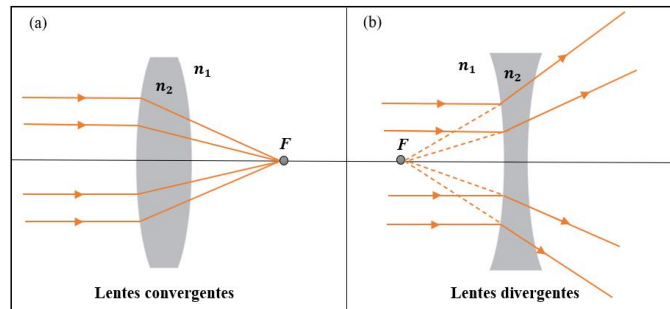 (a)
n₁
n₂
F
Lentes convergentes
(b)
n₁
n₂
F
Lentes divergentes